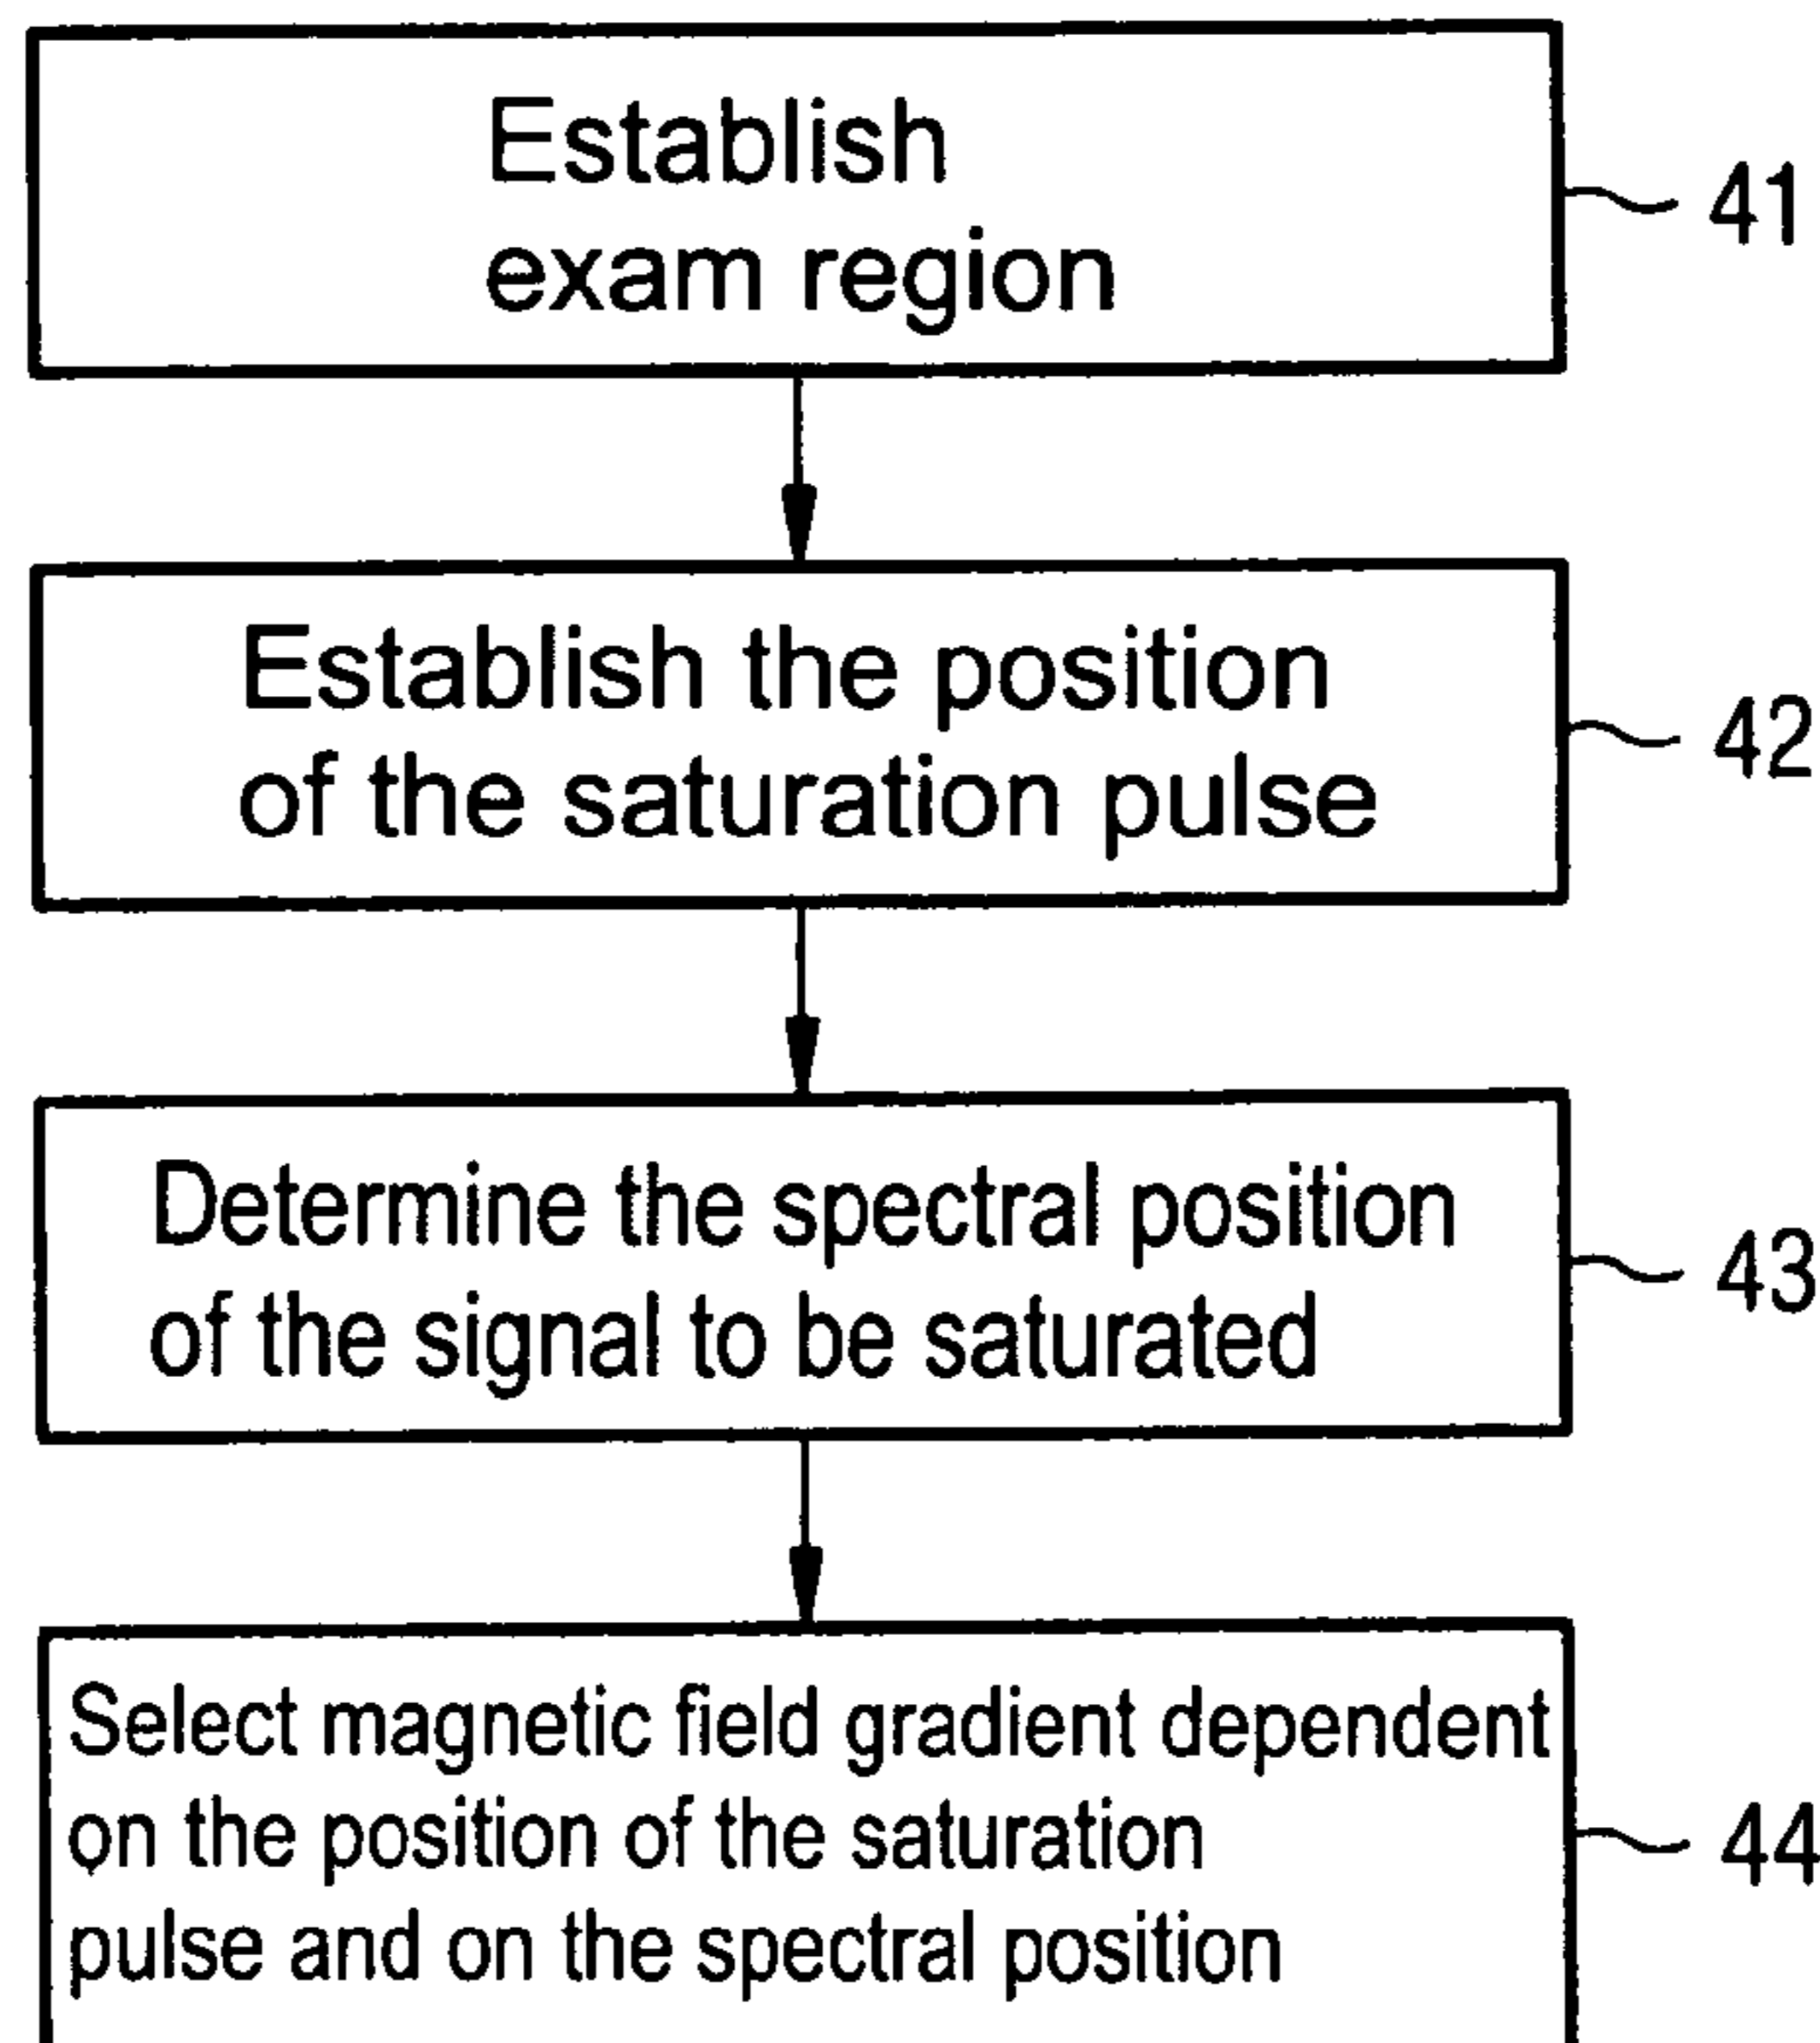 Establish
exam region
41
Establish the position
of the saturation pulse
42
Determine the spectral position
of the signal to be saturated
43
Select magnetic field gradient dependent
on the position of the saturation
pulse and on the spectral position
44